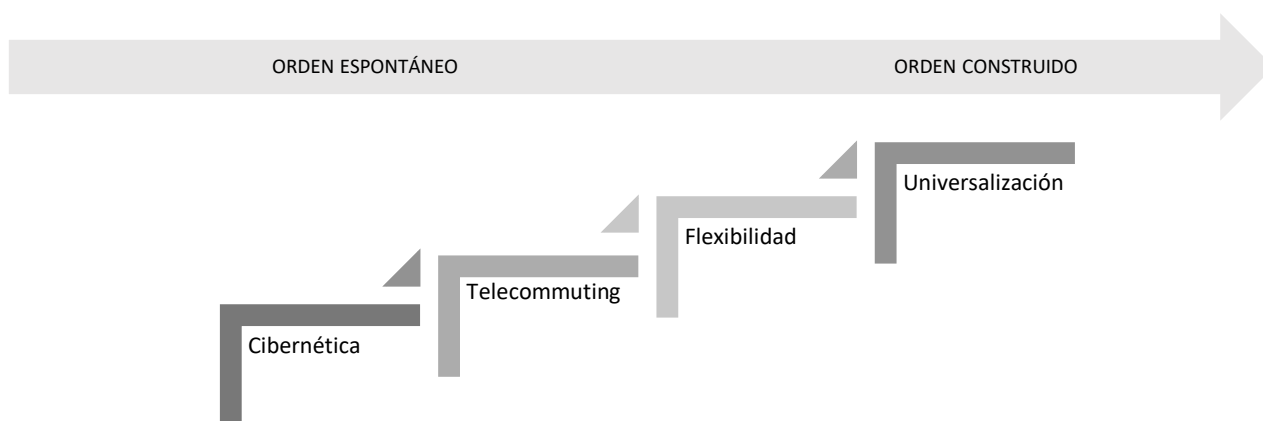 ORDEN ESPONTÁNEO
ORDEN CONSTRUIDO
Universalización
Flexibilidad
Telecommuting
Cibernética